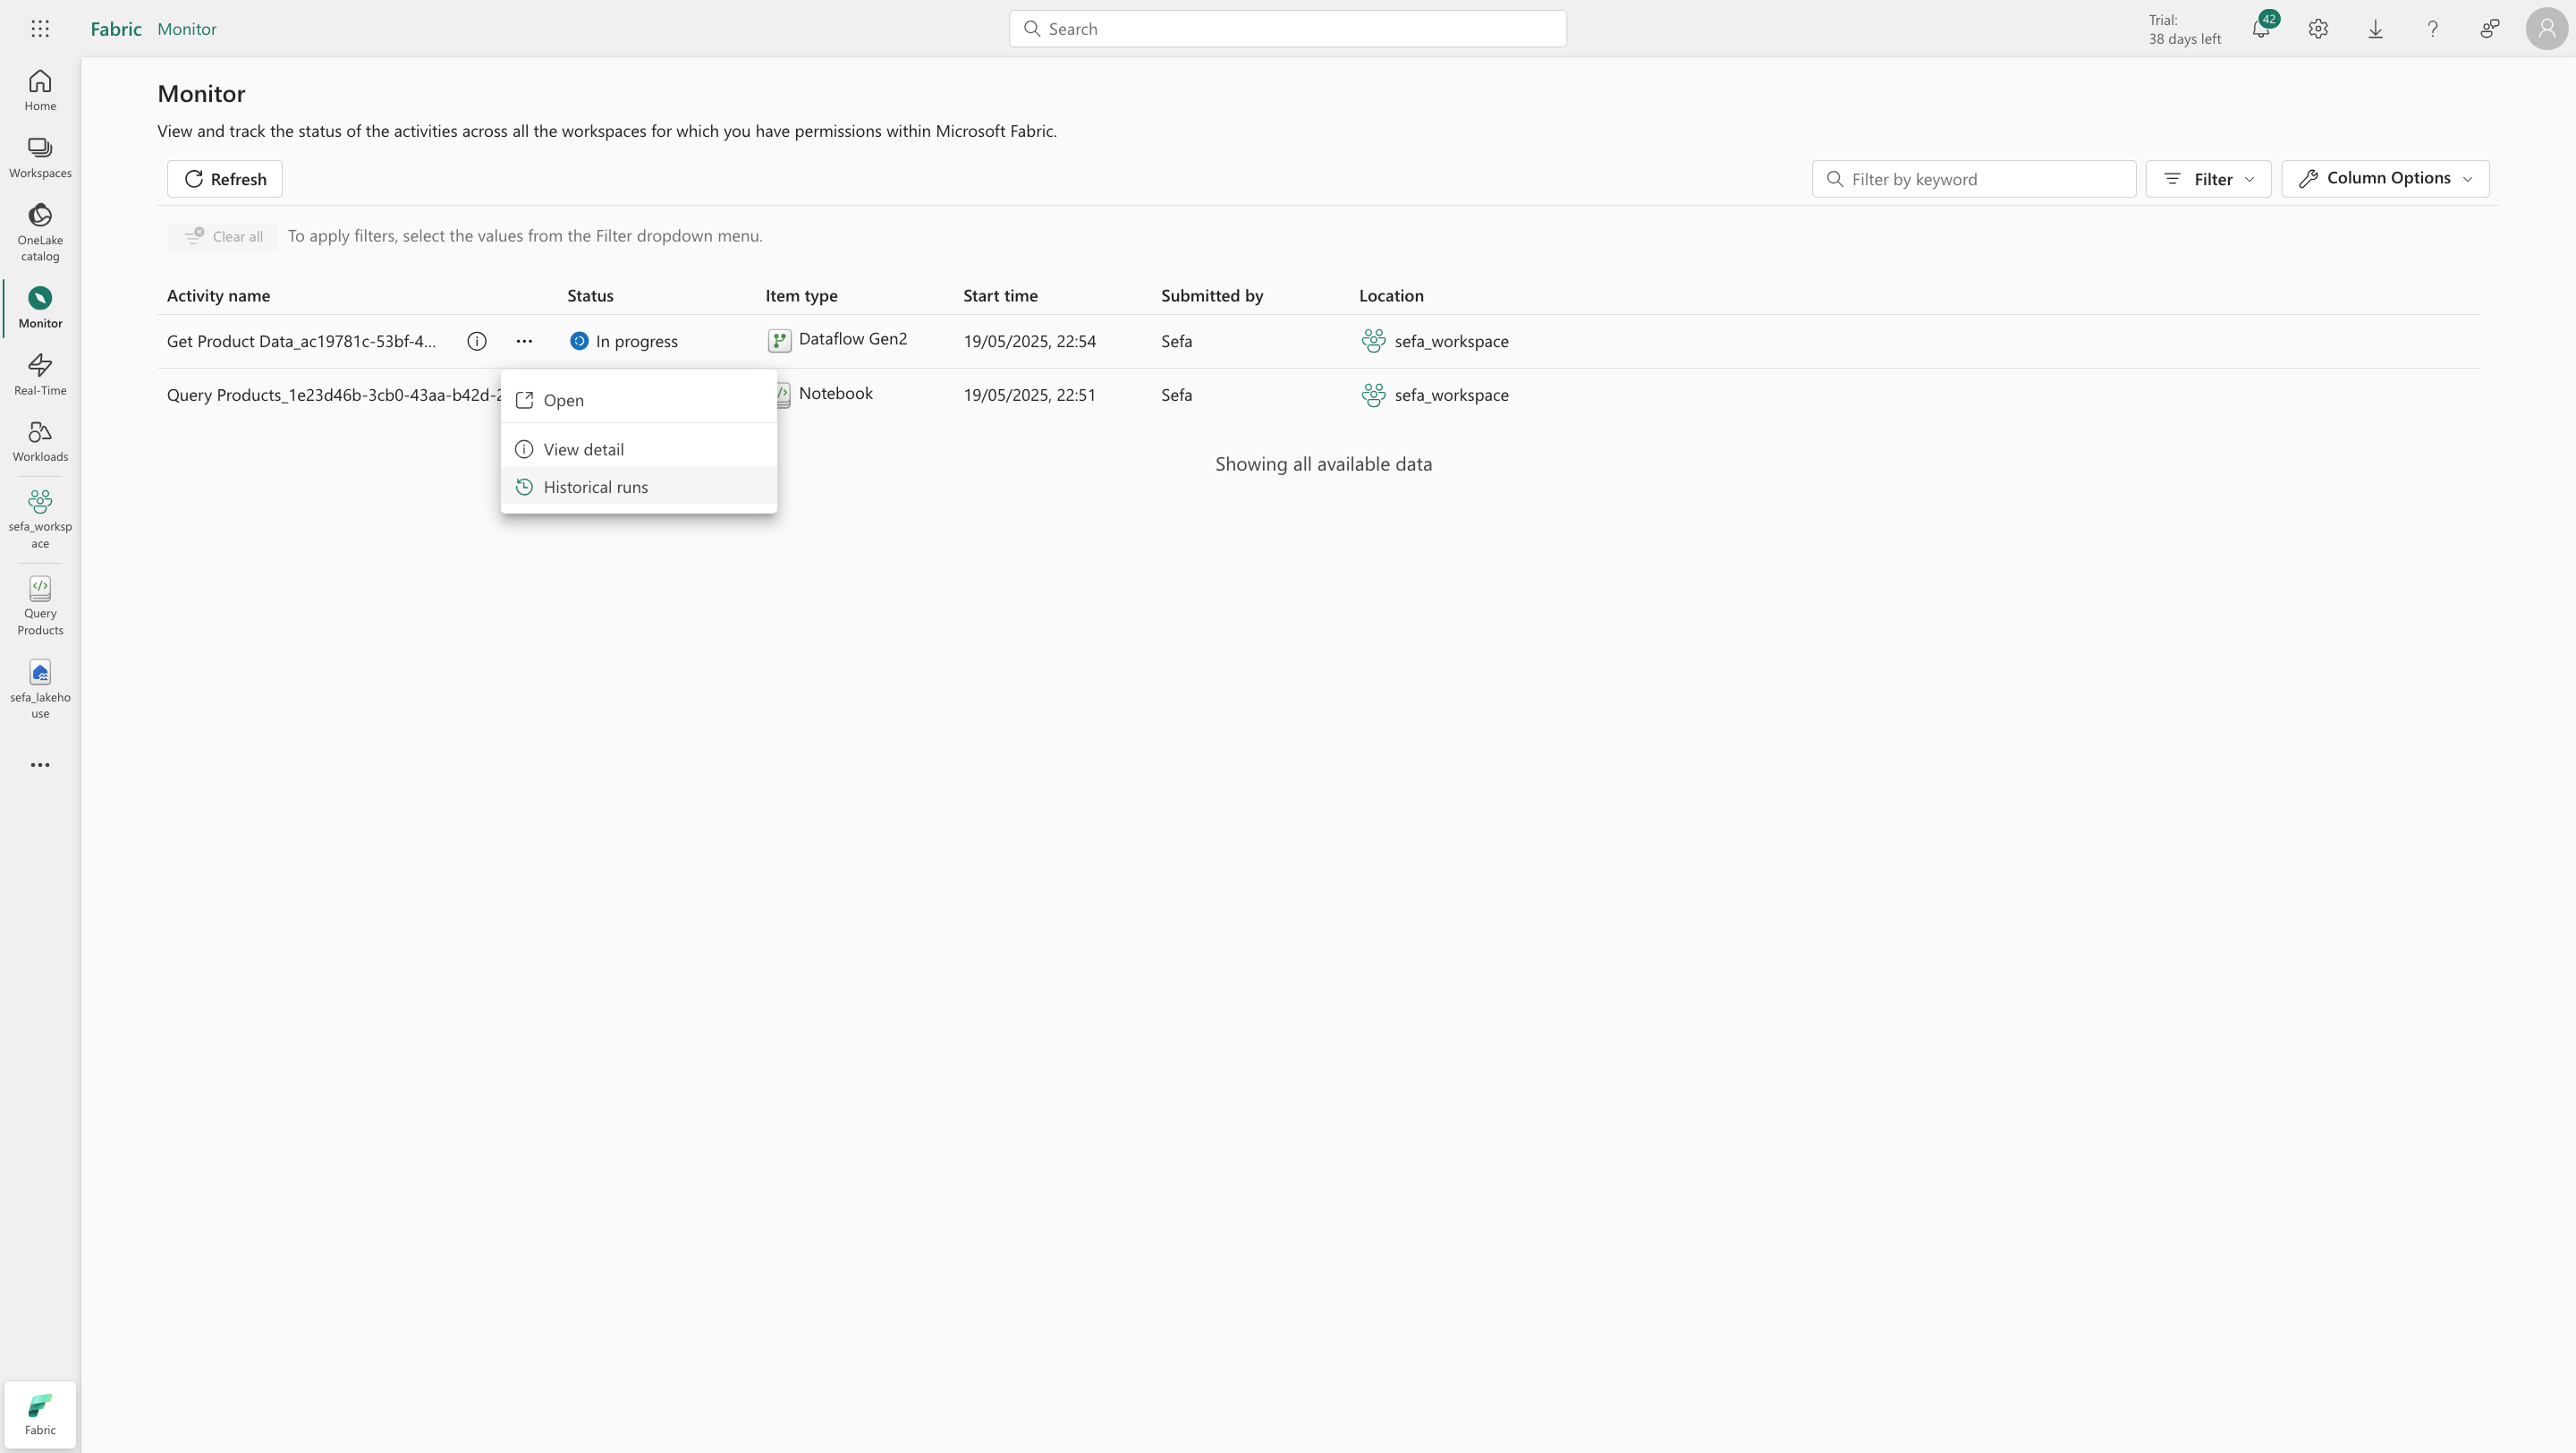 Fabric Monitor
Search
Trial:
38 days left
42
Home
Workspaces
OneLake
catalog
Monitor
Real-Time
Workloads
sefa_worksp
ace
Query
Products
sefa_lakeho
use
Fabric
Monitor
View and track the status of the activities across all the workspaces for which you have permissions within Microsoft Fabric.
Refresh
Filter by keyword
Filter
Column Options
Clear all
To apply filters, select the values from the Filter dropdown menu.
Activity name Status Item type Start time Submitted by Location
Get Product Data_ac19781c-53bf-4... In progress Dataflow Gen2 19/05/2025, 22:54 Sefa sefa_workspace
Query Products_1e23d46b-3cb0-43aa-b42d- Notebook 19/05/2025, 22:51 Sefa sefa_workspace
Open
View detail
Historical runs
Showing all available data